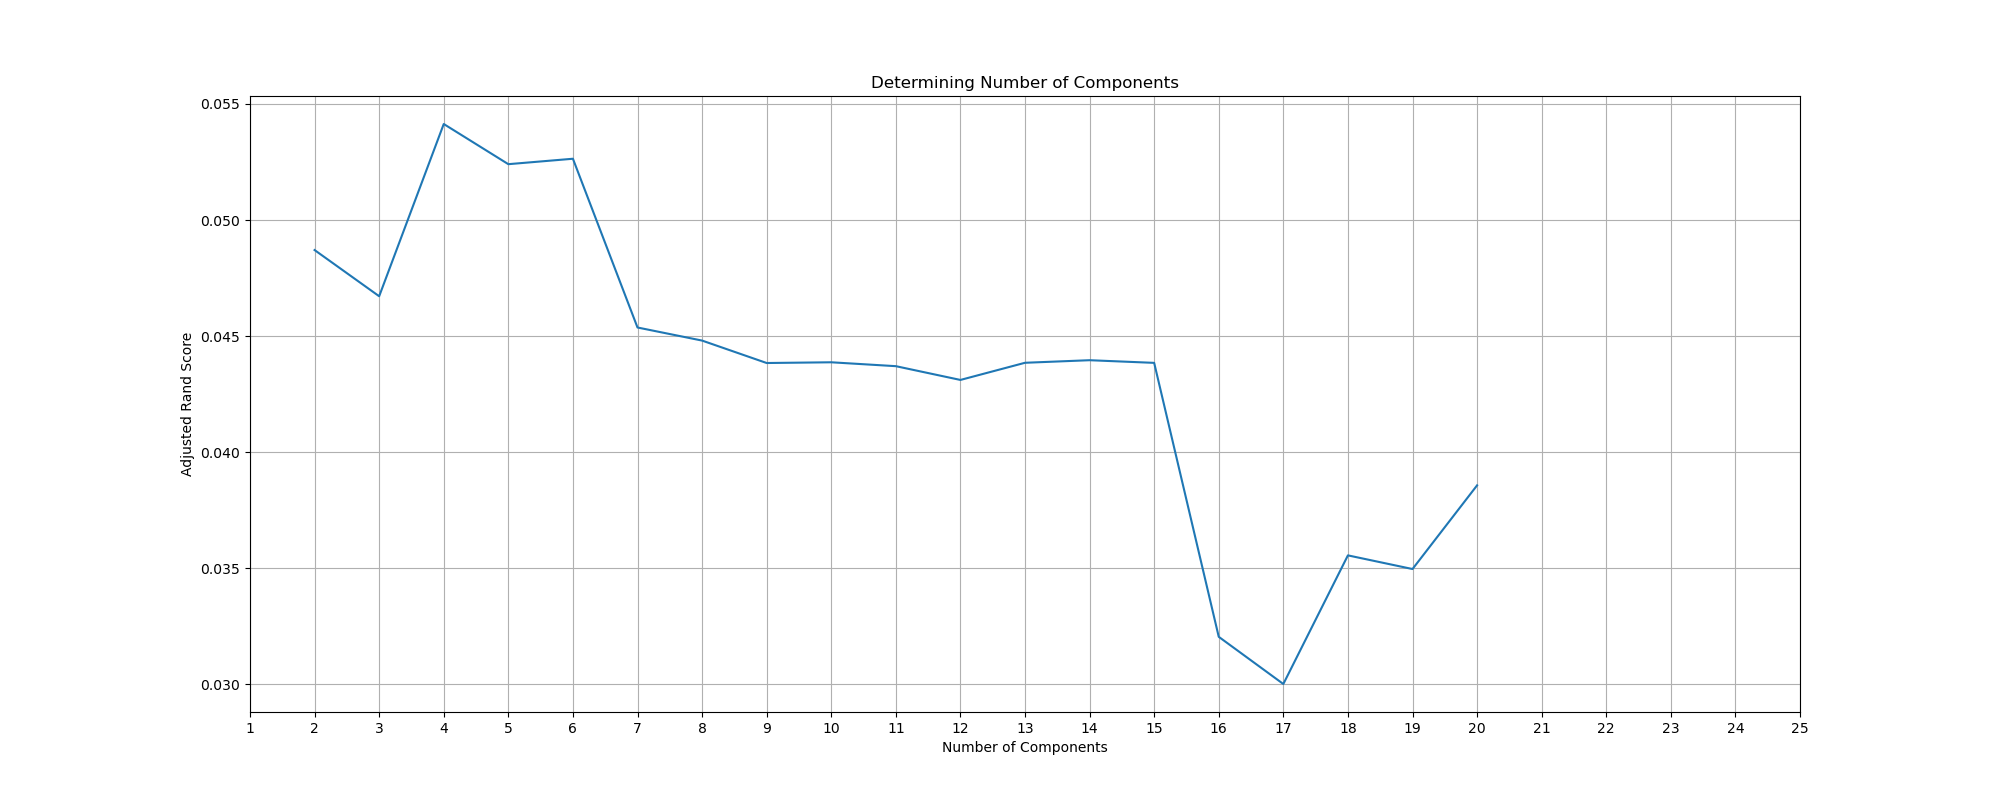 Determining Number of Components
0.055
0.050
0.045
0.040
0.035
0.030
Adjusted Rand Score
1 2 3 4 5 6 7 8 9 10 11 12 13 14 15 16 17 18 19 20 21 22 23 24 25
Number of Components